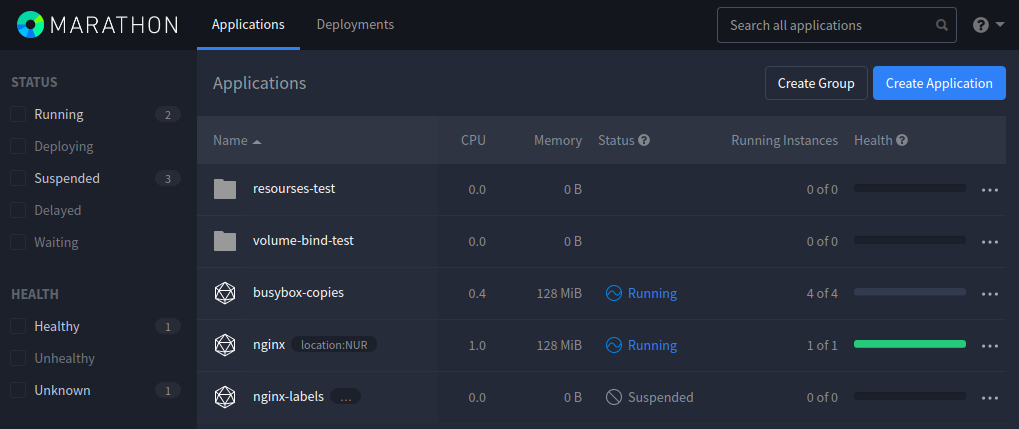 MARATHON Applications Deployments Search all applications ?
STATUS
Running 2
Deploying
Suspended 3
Delayed
Waiting
HEALTH
Healthy 1
Unhealthy
Unknown 1
Applications Create Group Create Application
Name CPU Memory Status ? Running Instances Health ?
resourses-test 0.0 0 B 0 of 0 ...
volume-bind-test 0.0 0 B 0 of 0 ...
busybox-copies 0.4 128 MiB Running 4 of 4 ...
nginx location:NUR 1.0 128 MiB Running 1 of 1 ...
nginx-labels ... 0.0 0 B Suspended 0 of 0 ...